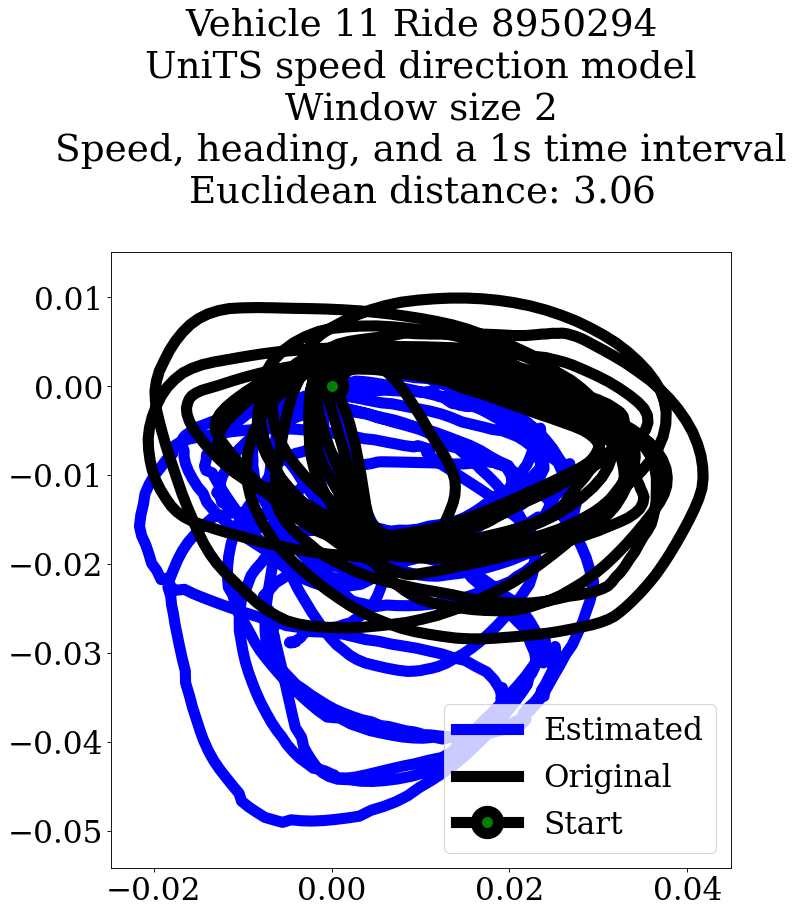 Vehicle 11 Ride 8950294
UniTS speed direction model
Window size 2
Speed, heading, and a 1s time interval
Euclidean distance: 3.06
0.01
0.00
−0.01
−0.02
−0.03
−0.04
−0.05
Estimated
Original
Start
−0.02
0.00
0.02
0.04